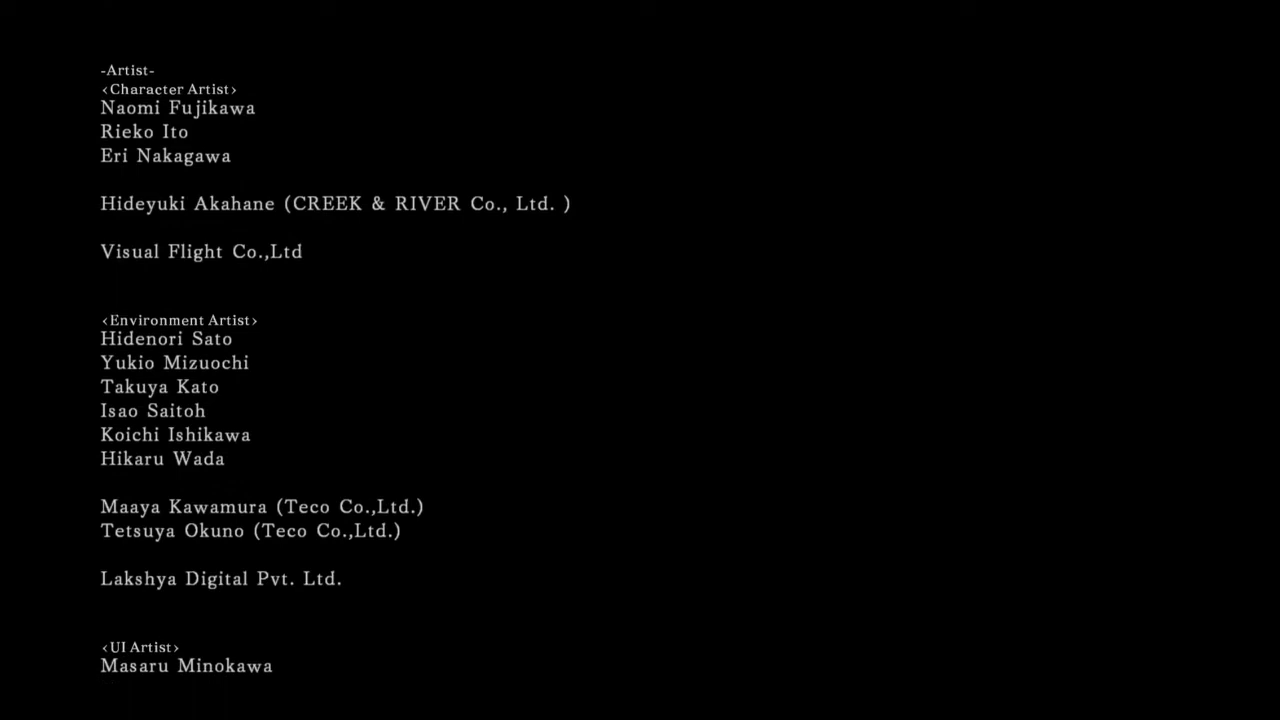 -Artist-
<Character Artist>
Naomi Fujikawa
Rieko Ito
Eri Nakagawa
Hideyuki Akahane (CREEK & RIVER Co., Ltd. )
Visual Flight Co.,Ltd
<Environment Artist>
Hidenori Sato
Yukio Mizuochi
Takuya Kato
Isao Saitoh
Koichi Ishikawa
Hikaru Wada
Maaya Kawamura (Teco Co.,Ltd.)
Tetsuya Okuno (Teco Co.,Ltd.)
Lakshya Digital Pvt. Ltd.
<UI Artist>
Masaru Minokawa